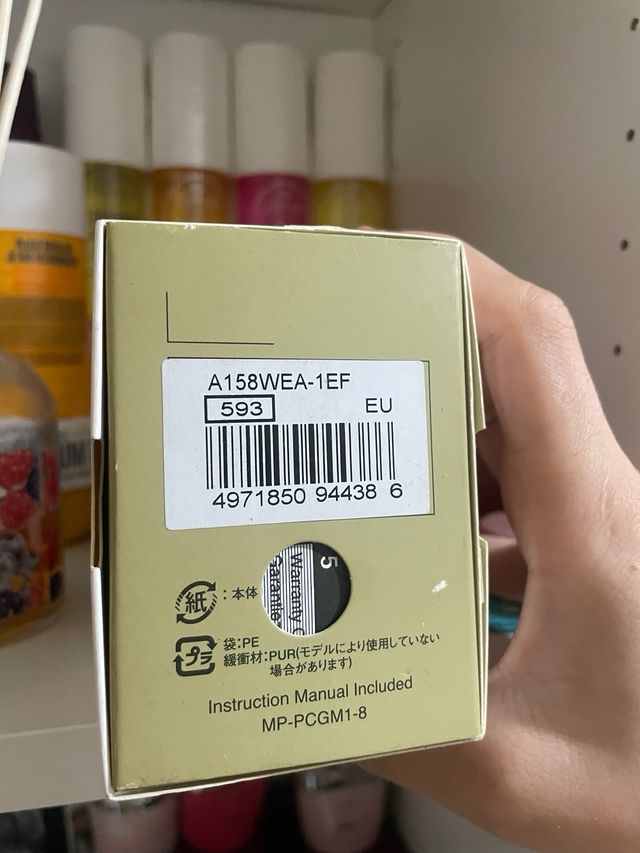 A158WEA-1EF
593
EU
4971850 94438 6
5
Warranty
紙
:本体
プラ
袋:PE
緩衝材:PUR(モデルにより使用していない
場合があります)
Instruction Manual Included
MP-PCGM1-8